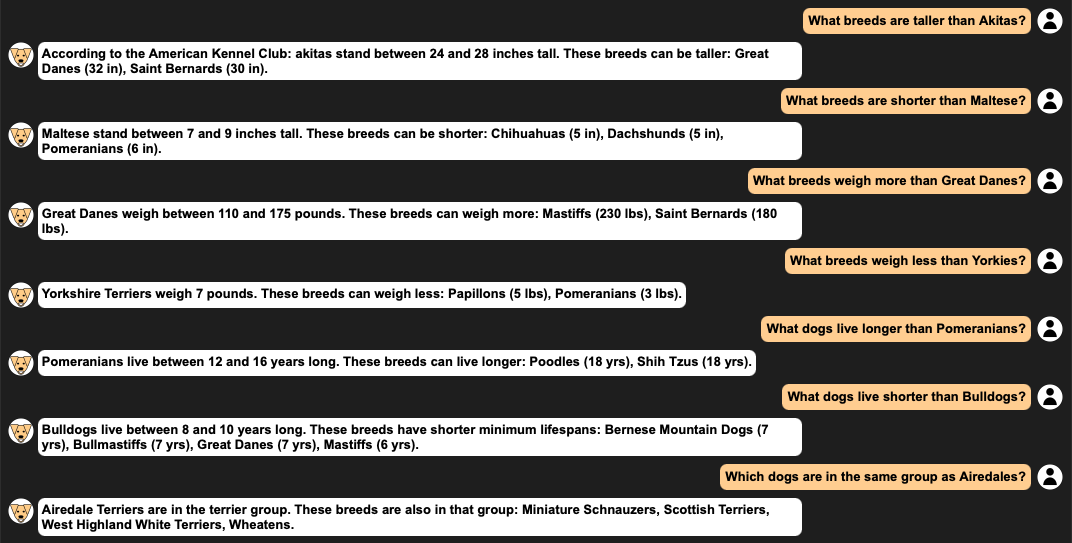 What breeds are taller than Akitas?
According to the American Kennel Club: akitas stand between 24 and 28 inches tall. These breeds can be taller: Great
Danes (32 in), Saint Bernards (30 in).
What breeds are shorter than Maltese?
Maltese stand between 7 and 9 inches tall. These breeds can be shorter: Chihuahuas (5 in), Dachshunds (5 in),
Pomeranians (6 in).
What breeds weigh more than Great Danes?
Great Danes weigh between 110 and 175 pounds. These breeds can weigh more: Mastiffs (230 lbs), Saint Bernards (180
lbs).
What breeds weigh less than Yorkies?
Yorkshire Terriers weigh 7 pounds. These breeds can weigh less: Papillons (5 lbs), Pomeranians (3 lbs).
What dogs live longer than Pomeranians?
Pomeranians live between 12 and 16 years long. These breeds can live longer: Poodles (18 yrs), Shih Tzus (18 yrs).
What dogs live shorter than Bulldogs?
Bulldogs live between 8 and 10 years long. These breeds have shorter minimum lifespans: Bernese Mountain Dogs (7
yrs), Bullmastiffs (7 yrs), Great Danes (7 yrs), Mastiffs (6 yrs).
Which dogs are in the same group as Airedales?
Airedale Terriers are in the terrier group. These breeds are also in that group: Miniature Schnauzers, Scottish Terriers,
West Highland White Terriers, Wheatens.